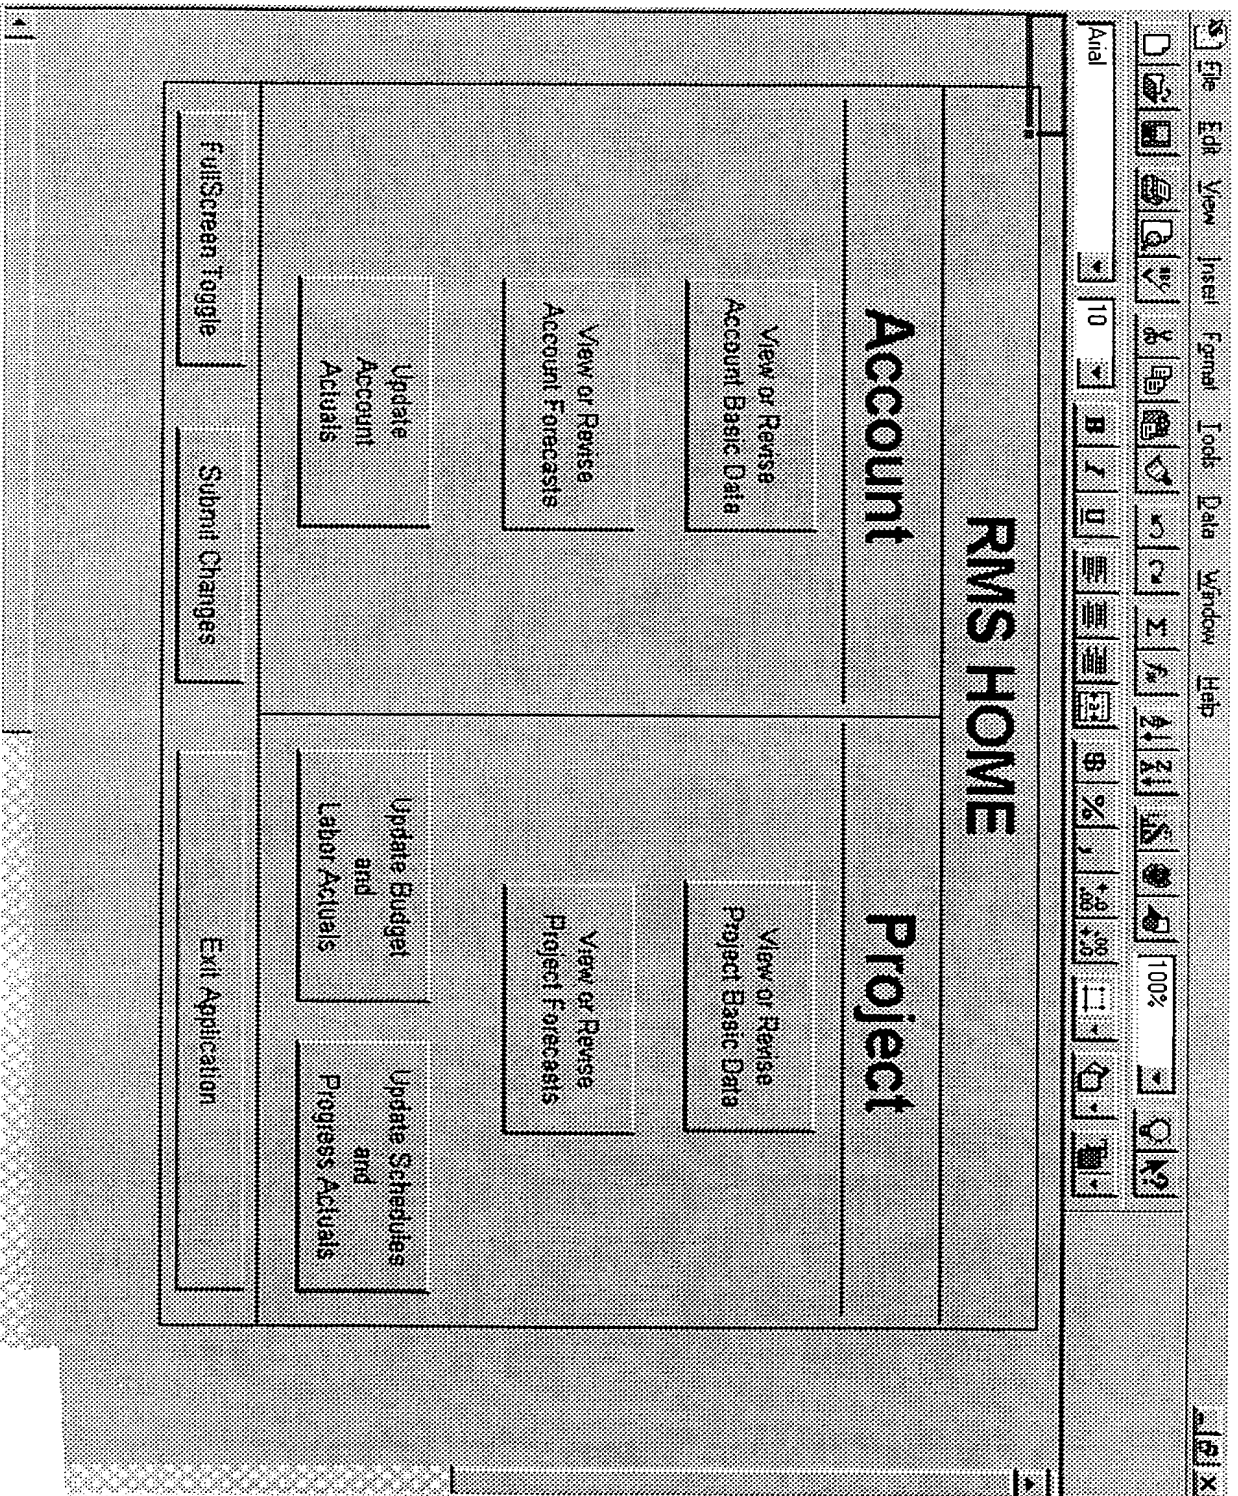 File Edit View Insert Format Tools Data Window Help
100%
Arial 10 B I U $ % ,
RMS HOME
Account
Project
View or Revise
Account Basic Data
View or Revise
Project Basic Data
View or Revise
Account Forecasts
View or Revise
Project Forecasts
Update
Account
Actuals
Update Budget
and
Labor Actuals
Update Schedules
and
Progress Actuals
FullScreen Toggle
Submit Changes
Exit Application